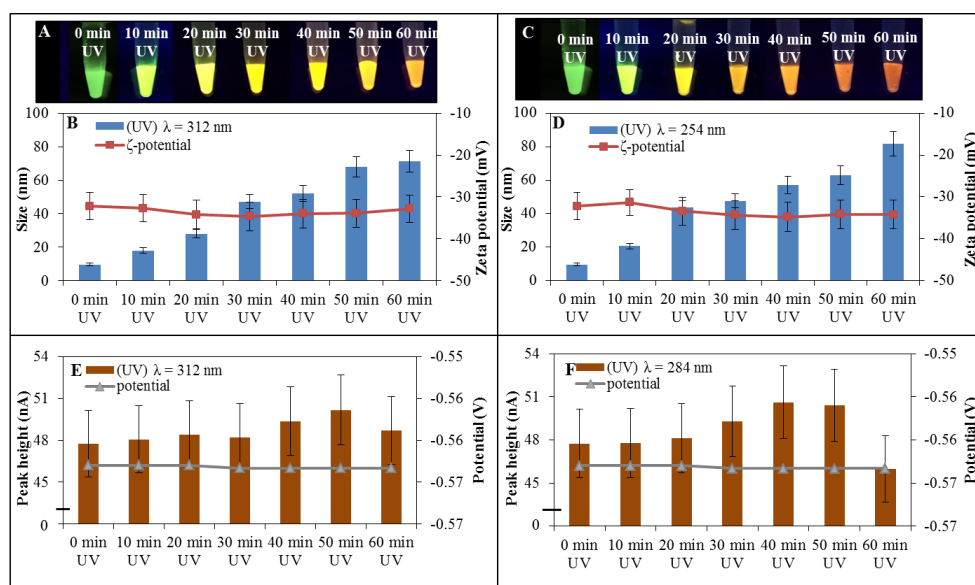 A
0 min
UV
10 min
UV
20 min
UV
30 min
UV
40 min
UV
50 min
UV
60 min
UV
B
(UV) λ = 312 nm
ζ-potential
Size (nm)
100
80
60
40
20
0
Zeta potential (mV)
-10
-20
-30
-40
-50
0 min 10 min 20 min 30 min 40 min 50 min 60 min
UV UV UV UV UV UV UV
C
0 min
UV
10 min
UV
20 min
UV
30 min
UV
40 min
UV
50 min
UV
60 min
UV
D
(UV) λ = 254 nm
ζ-potential
Size (nm)
100
80
60
40
20
0
Zeta potential (mV)
-10
-20
-30
-40
-50
0 min 10 min 20 min 30 min 40 min 50 min 60 min
UV UV UV UV UV UV UV
E
(UV) λ = 312 nm
potential
Peak height (nA)
54
51
48
45
0
Potential (V)
-0.55
-0.56
-0.56
-0.57
-0.57
0 min 10 min 20 min 30 min 40 min 50 min 60 min
UV UV UV UV UV UV UV
F
(UV) λ = 284 nm
potential
Peak height (nA)
54
51
48
45
0
Potential (V)
-0.55
-0.56
-0.56
-0.57
-0.57
0 min 10 min 20 min 30 min 40 min 50 min 60 min
UV UV UV UV UV UV UV